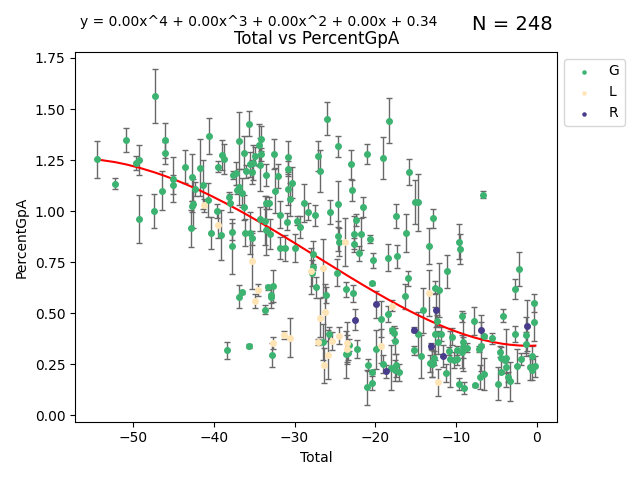 y = 0.00x^4 + 0.00x^3 + 0.00x^2 + 0.00x + 0.34
N = 248
Total vs PercentGpA
PercentGpA
1.75
1.50
1.25
1.00
0.75
0.50
0.25
0.00
−50
−40
−30
−20
−10
0
Total
G
L
R